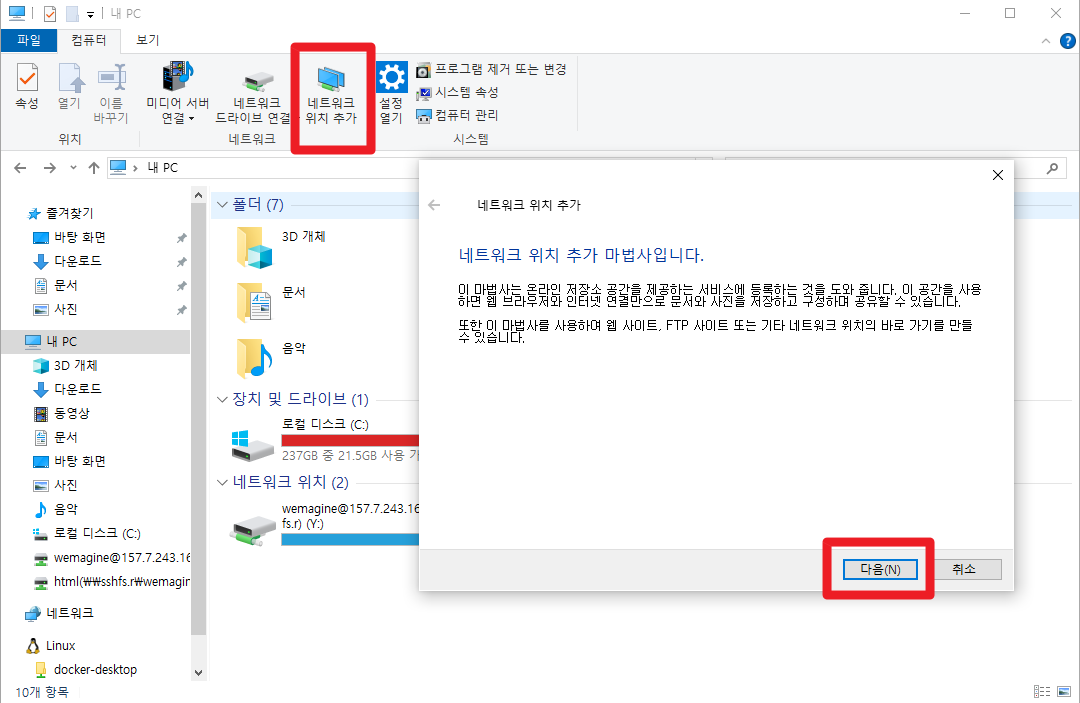 내 PC
파일
컴퓨터
보기
속성
열기
이름
바꾸기
미디어 서버
연결
네트워크
드라이브 연결
네트워크
위치 추가
설정
열기
프로그램 제거 또는 변경
시스템 속성
컴퓨터 관리
위치
네트워크
시스템
내 PC
즐겨찾기
바탕 화면
다운로드
문서
사진
내 PC
3D 개체
다운로드
동영상
문서
바탕 화면
사진
음악
로컬 디스크 (C:)
wemagine@157.7.243.16
html(₩₩sshfs.r₩wemagin
네트워크
Linux
docker-desktop
10개 항목
폴더 (7)
3D 개체
문서
음악
장치 및 드라이브 (1)
로컬 디스크 (C:)
237GB 중 21.5GB 사용 가
네트워크 위치 (2)
wemagine@157.7.243.16
fs.r) (Y:)
네트워크 위치 추가
네트워크 위치 추가 마법사입니다.
이 마법사는 온라인 저장소 공간을 제공하는 서비스에 등록하는 것을 도와 줍니다. 이 공간을 사용
하면 웹 브라우저와 인터넷 연결만으로 문서와 사진을 저장하고 구성하며 공유할 수 있습니다.
또한 이 마법사를 사용하여 웹 사이트, FTP 사이트 또는 기타 네트워크 위치의 바로 가기를 만들
수 있습니다.
다음(N)
취소